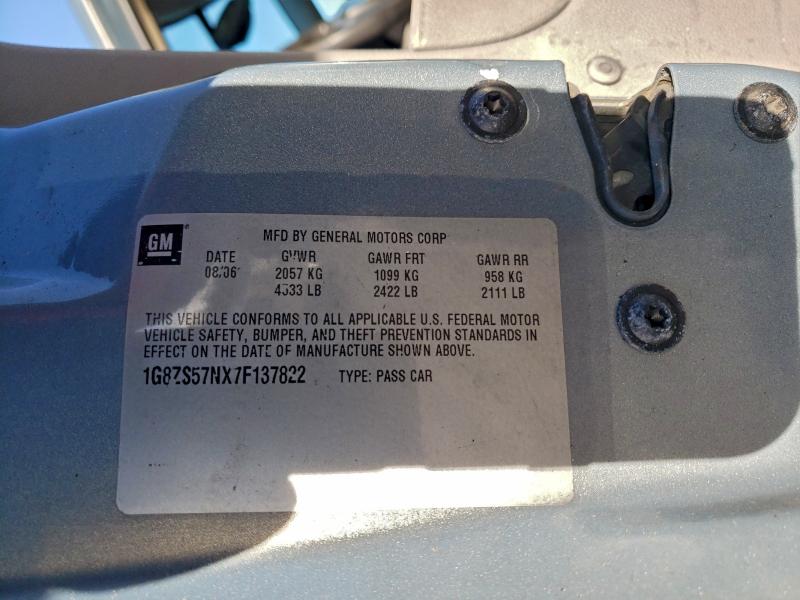 GM
MFD BY GENERAL MOTORS CORP
DATE GVWR GAWR FRT GAWR RR
08/06 2057 KG 1099 KG 958 KG
4533 LB 2422 LB 2111 LB
THIS VEHICLE CONFORMS TO ALL APPLICABLE U.S. FEDERAL MOTOR
VEHICLE SAFETY, BUMPER, AND THEFT PREVENTION STANDARDS IN
EFFECT ON THE DATE OF MANUFACTURE SHOWN ABOVE.
1G8ZS57NX7F137822 TYPE: PASS CAR